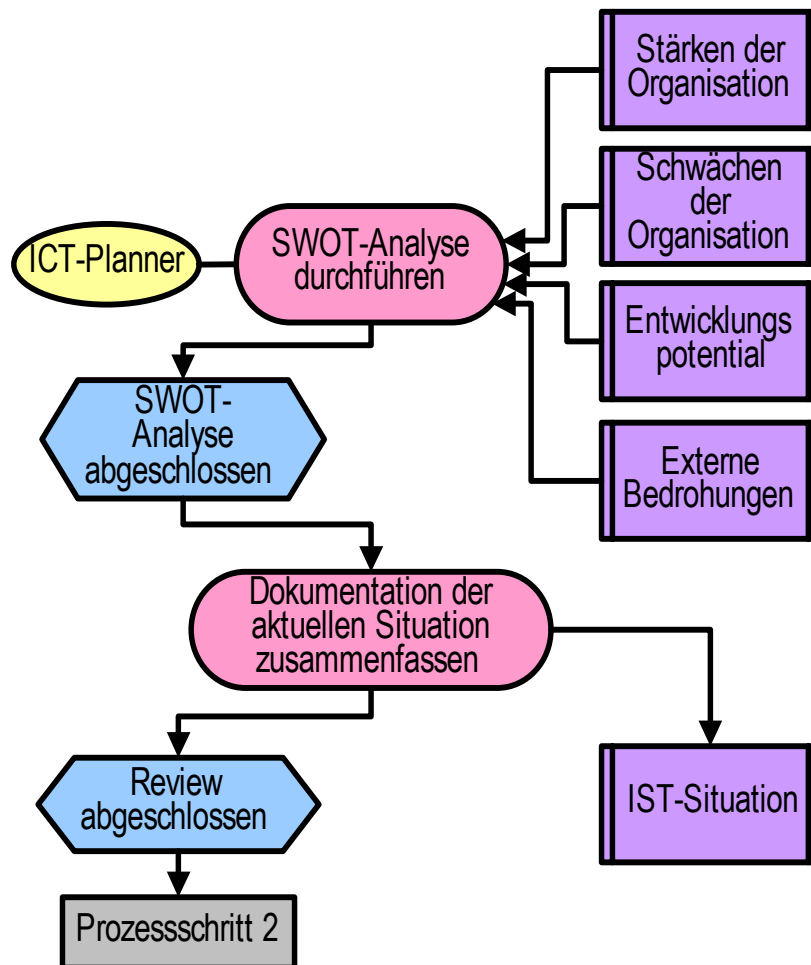 Stärken der
Organisation
Schwächen
der
Organisation
ICT-Planner
SWOT-Analyse
durchführen
Entwicklungs
potential
SWOT-
Analyse
abgeschlossen
Externe
Bedrohungen
Dokumentation der
aktuellen Situation
zusammenfassen
Review
abgeschlossen
IST-Situation
Prozessschritt 2